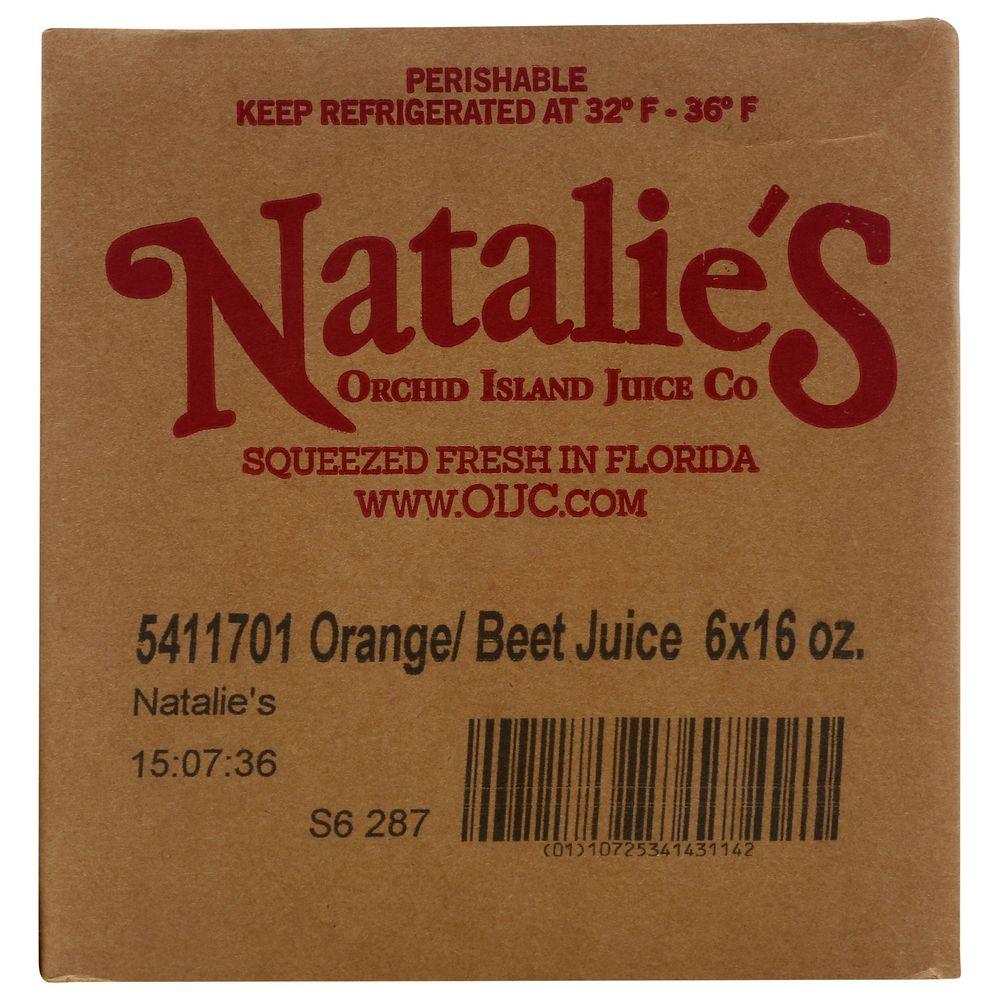 PERISHABLE
KEEP REFRIGERATED AT 32° F - 36° F
Natalie's
Orchid Island Juice Co
SQUEEZED FRESH IN FLORIDA
WWW.OIJC.COM
5411701 Orange/ Beet Juice 6x16 oz.
Natalie's
15:07:36
S6 287
(01)10725341431142